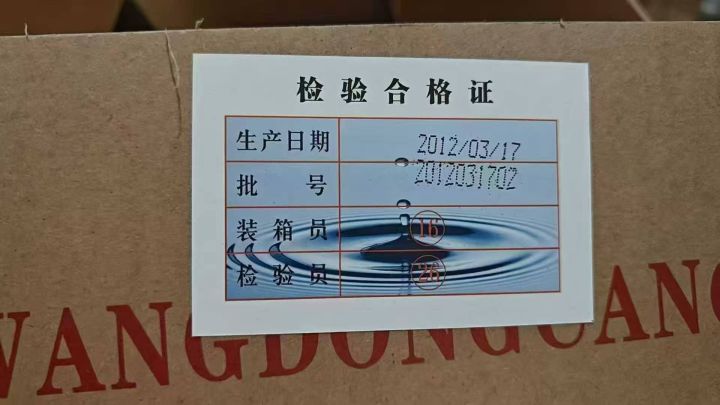 检验合格证
生产日期 2012/03/17
批号 2012031702
装箱员 16
检验员 26
WANGDONGUANG